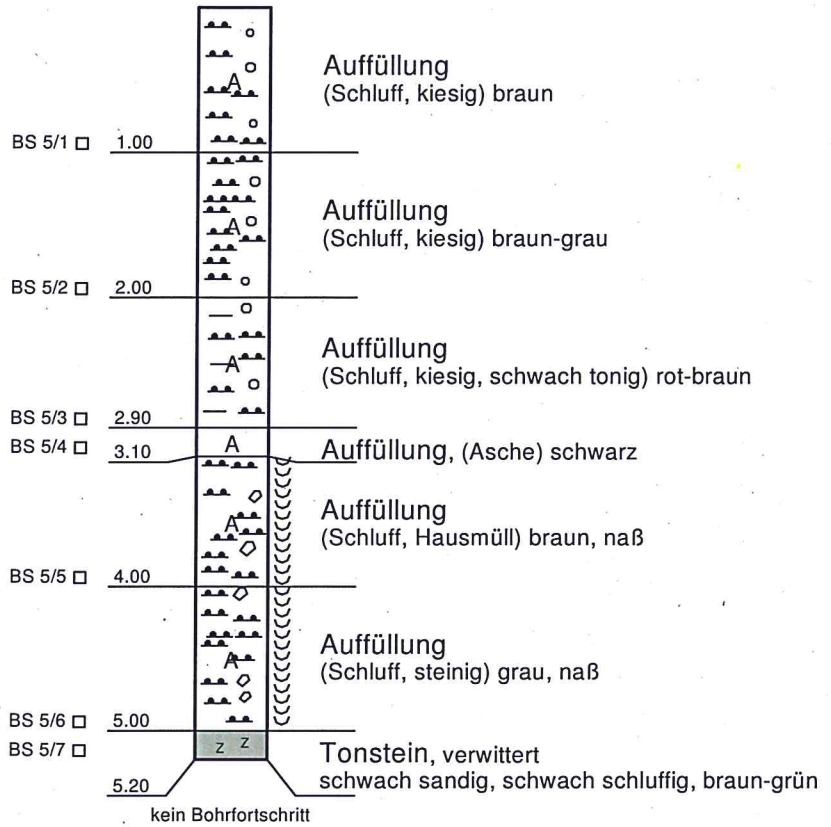 A
Auffüllung
(Schluff, kiesig) braun
BS 5/1 1.00
A
Auffüllung
(Schluff, kiesig) braun-grau
BS 5/2 2.00
A
Auffüllung
(Schluff, kiesig, schwach tonig) rot-braun
BS 5/3 2.90
BS 5/4 A Auffüllung, (Asche) schwarz
3.10
A
Auffüllung
(Schluff, Hausmüll) braun, naß
BS 5/5 4.00
A
Auffüllung
(Schluff, steinig) grau, naß
BS 5/6 5.00
BS 5/7 z z Tonstein, verwittert
schwach sandig, schwach schluffig, braun-grün
5.20
kein Bohrfortschritt